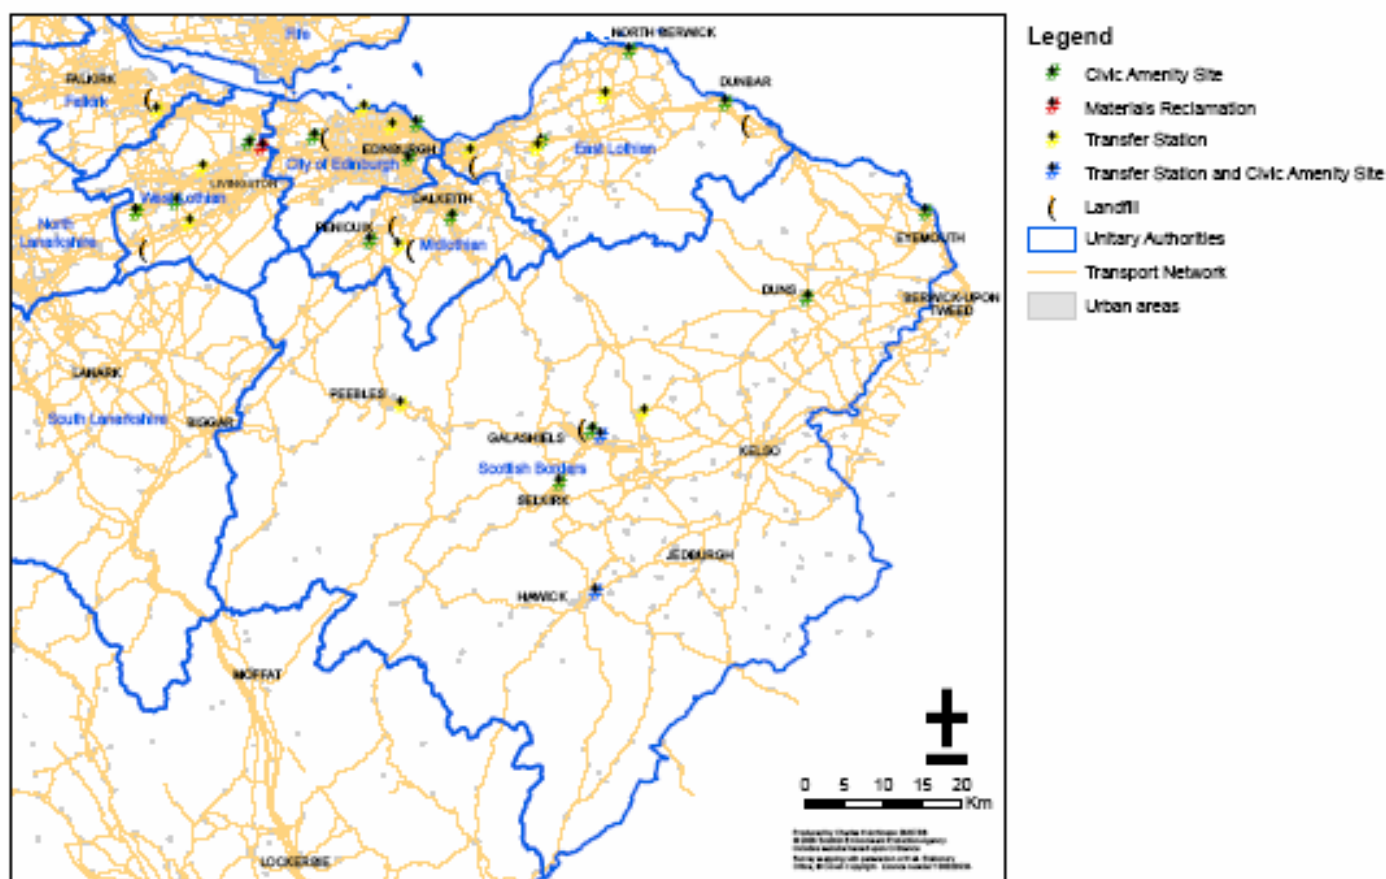 Fife
NORTH BERWICK
FALKIRK
Falkirk
DUNBAR
EDINBURGH
East Lothian
City of Edinburgh
LIVINGSTON
West Lothian
DALKEITH
North
Lanarkshire
PENICUIK
Midlothian
EYEMOUTH
DUNS
BERWICK-UPON
TWEED
LANARK
PEEBLES
South Lanarkshire
BIGGAR
GALASHIELS
KELSO
Scottish Borders
SELKIRK
JEDBURGH
HAWICK
MOFFAT
LOCKERBIE
0 5 10 15 20
Km
Legend
Civic Amenity Site
Materials Reclamation
Transfer Station
Transfer Station and Civic Amenity Site
Landfill
Unitary Authorities
Transport Network
Urban areas